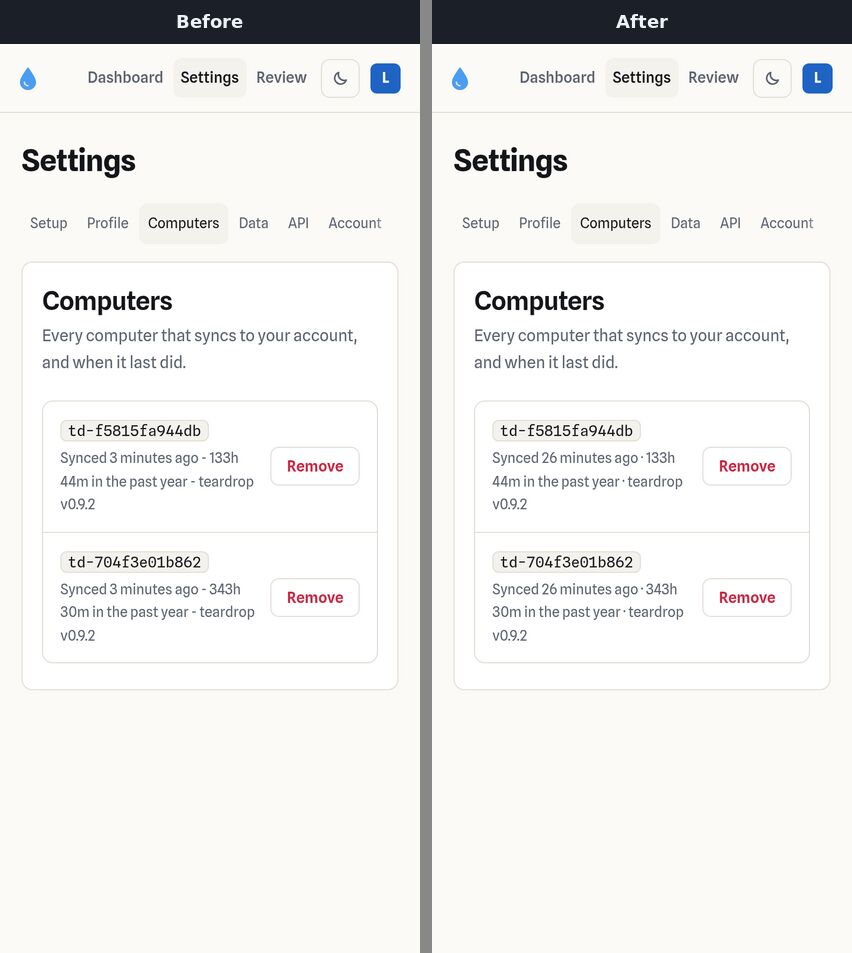 Before
Dashboard Settings Review L
Settings
Setup Profile Computers Data API Account
Computers
Every computer that syncs to your account,
and when it last did.
td-f5815fa944db
Synced 3 minutes ago - 133h
44m in the past year - teardrop
v0.9.2
Remove
td-704f3e01b862
Synced 3 minutes ago - 343h
30m in the past year - teardrop
v0.9.2
Remove
After
Dashboard Settings Review L
Settings
Setup Profile Computers Data API Account
Computers
Every computer that syncs to your account,
and when it last did.
td-f5815fa944db
Synced 26 minutes ago · 133h
44m in the past year · teardrop
v0.9.2
Remove
td-704f3e01b862
Synced 26 minutes ago · 343h
30m in the past year · teardrop
v0.9.2
Remove